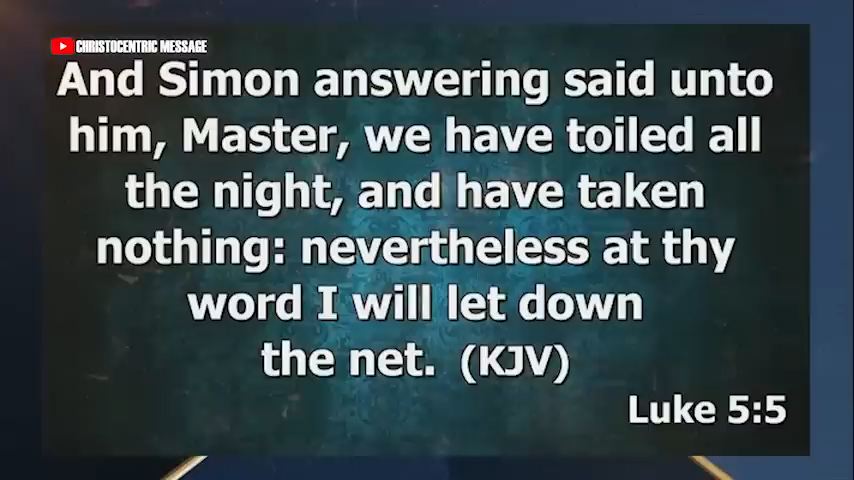 CHRISTOCENTRIC MESSAGE
And Simon answering said unto
him, Master, we have toiled all
the night, and have taken
nothing: nevertheless at thy
word I will let down
the net. (KJV)
Luke 5:5